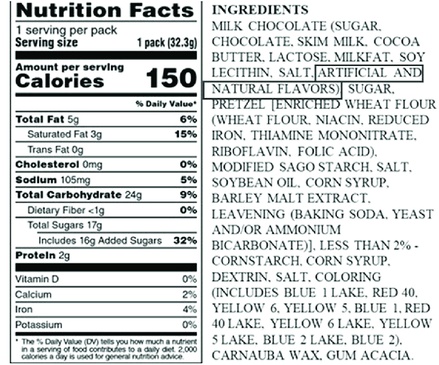 Nutrition Facts
1 serving per pack
Serving size 1 pack (32.3g)
Amount per serving
Calories 150
% Daily Value*
Total Fat 5g 6%
Saturated Fat 3g 15%
Trans Fat 0g
Cholesterol 0mg 0%
Sodium 105mg 5%
Total Carbohydrate 24g 9%
Dietary Fiber <1g 0%
Total Sugars 17g
Includes 16g Added Sugars 32%
Protein 2g
Vitamin D 0%
Calcium 2%
Iron 4%
Potassium 0%
* The % Daily Value (DV) tells you how much a nutrient
in a serving of food contributes to a daily diet. 2,000
calories a day is used for general nutrition advice.
INGREDIENTS
MILK CHOCOLATE (SUGAR,
CHOCOLATE, SKIM MILK, COCOA
BUTTER, LACTOSE, MILKFAT, SOY
LECITHIN, SALT, ARTIFICIAL AND
NATURAL FLAVORS), SUGAR,
PRETZEL [ENRICHED WHEAT FLOUR
(WHEAT FLOUR, NIACIN, REDUCED
IRON, THIAMINE MONONITRATE,
RIBOFLAVIN, FOLIC ACID),
MODIFIED SAGO STARCH, SALT,
SOYBEAN OIL, CORN SYRUP,
BARLEY MALT EXTRACT,
LEAVENING (BAKING SODA, YEAST
AND/OR AMMONIUM
BICARBONATE)], LESS THAN 2% -
CORNSTARCH, CORN SYRUP,
DEXTRIN, SALT, COLORING
(INCLUDES BLUE 1 LAKE, RED 40,
YELLOW 6, YELLOW 5, BLUE 1, RED
40 LAKE, YELLOW 6 LAKE, YELLOW
5 LAKE, BLUE 2 LAKE, BLUE 2),
CARNAUBA WAX, GUM ACACIA.